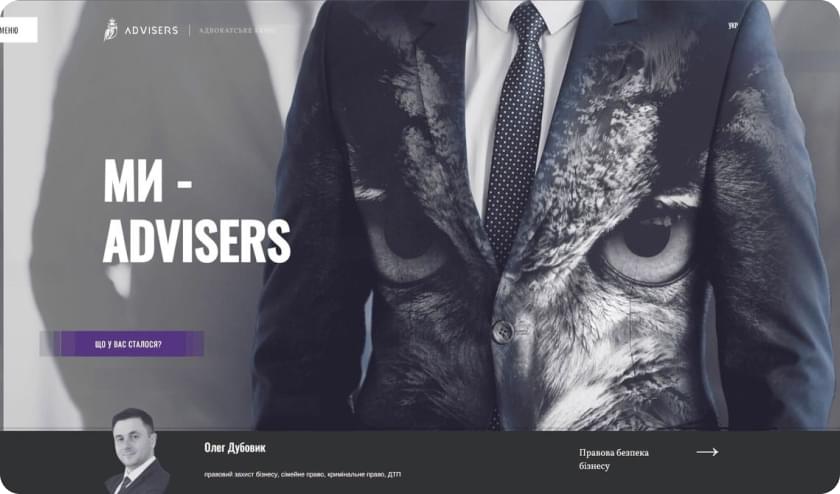 МЕНЮ
ADVISERS
АДВОКАТСЬКЕ
УКР
МИ -
ADVISERS
ЩО У ВАС СТАЛОСЯ?
Олег Дубовик
правовий захист бізнесу, сімейне право, кримінальне право, ДТП
Правова безпека
бізнесу